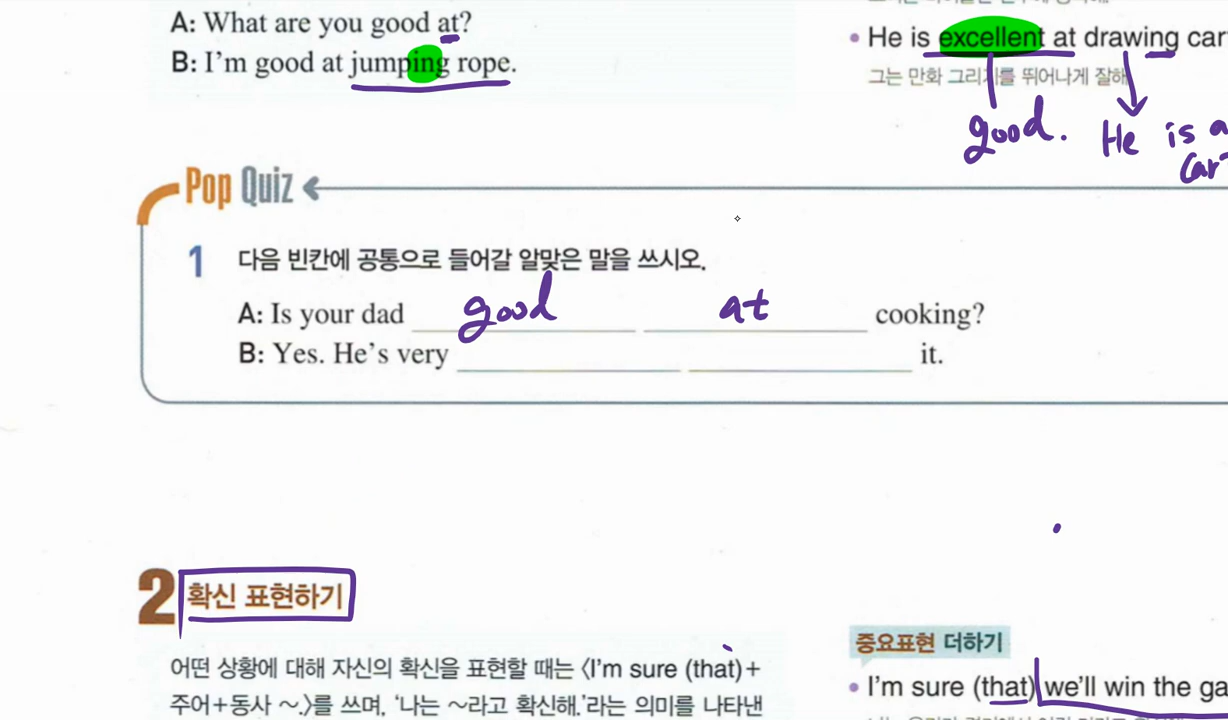 A: What are you good at?
B: I'm good at jumping rope.
He is excellent at drawing car
그는 만화 그리기를 뛰어나게 잘해
good. He is a
Car
Pop Quiz
1 다음 빈칸에 공통으로 들어갈 알맞은 말을 쓰시오.
A: Is your dad good at cooking?
B: Yes. He's very it.
2 확신 표현하기
어떤 상황에 대해 자신의 확신을 표현할 때는 〈I'm sure (that)+
주어+동사 ~.〉를 쓰며, '나는 ~라고 확신해.'라는 의미를 나타낸
중요표현 더하기
I'm sure (that) we'll win the ga